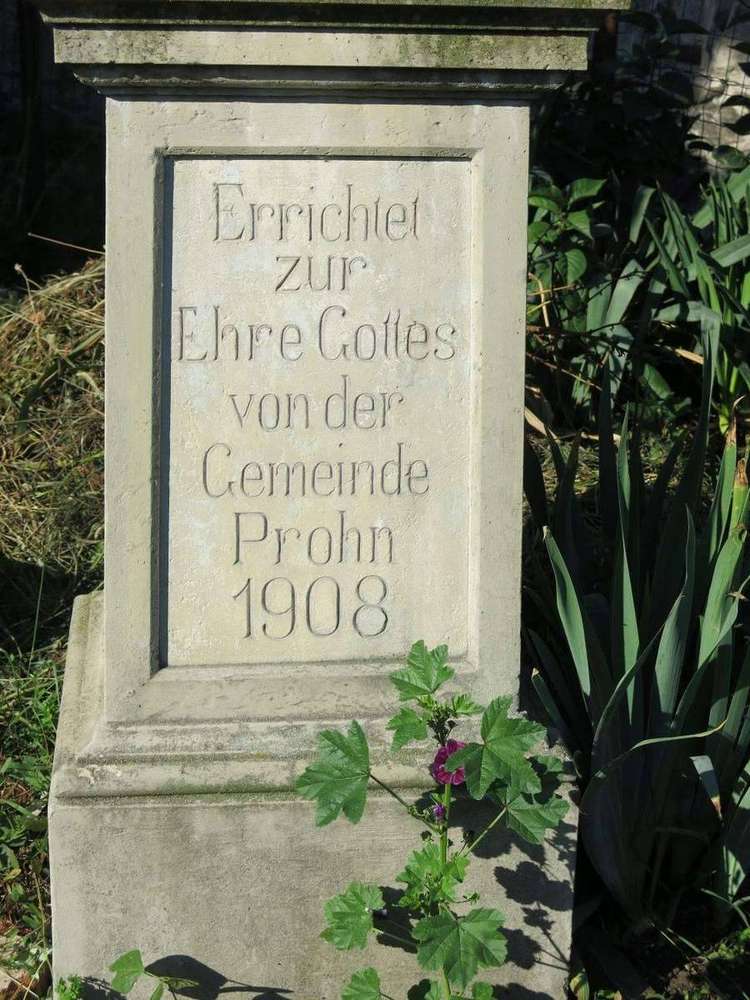 Errichtet
zur
Ehre Gottes
von der
Gemeinde
Prohn
1908